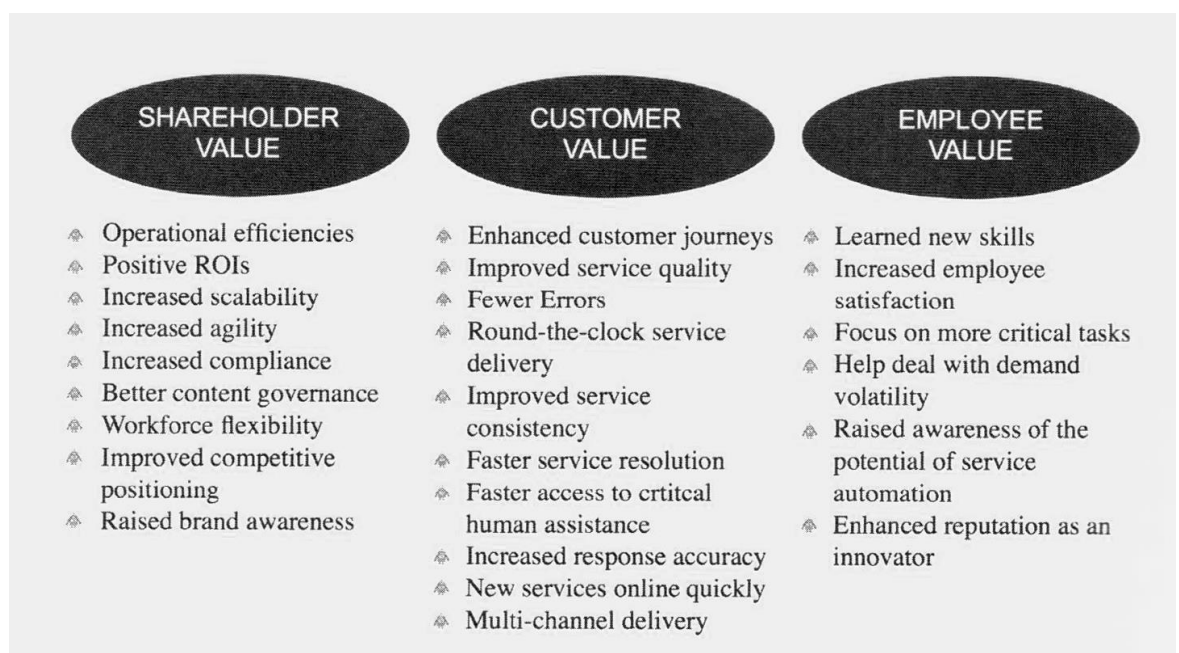 SHAREHOLDER
VALUE
Operational efficiencies
Positive ROIs
Increased scalability
Increased agility
Increased compliance
Better content governance
Workforce flexibility
Improved competitive
positioning
Raised brand awareness
CUSTOMER
VALUE
Enhanced customer journeys
Improved service quality
Fewer Errors
Round-the-clock service
delivery
Improved service
consistency
Faster service resolution
Faster access to crtitcal
human assistance
Increased response accuracy
New services online quickly
Multi-channel delivery
EMPLOYEE
VALUE
Learned new skills
Increased employee
satisfaction
Focus on more critical tasks
Help deal with demand
volatility
Raised awareness of the
potential of service
automation
Enhanced reputation as an
innovator